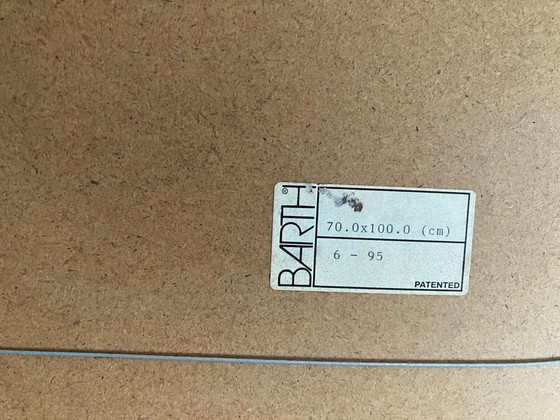 BARTH®
70.0x100.0 (cm)
6 - 95
PATENTED